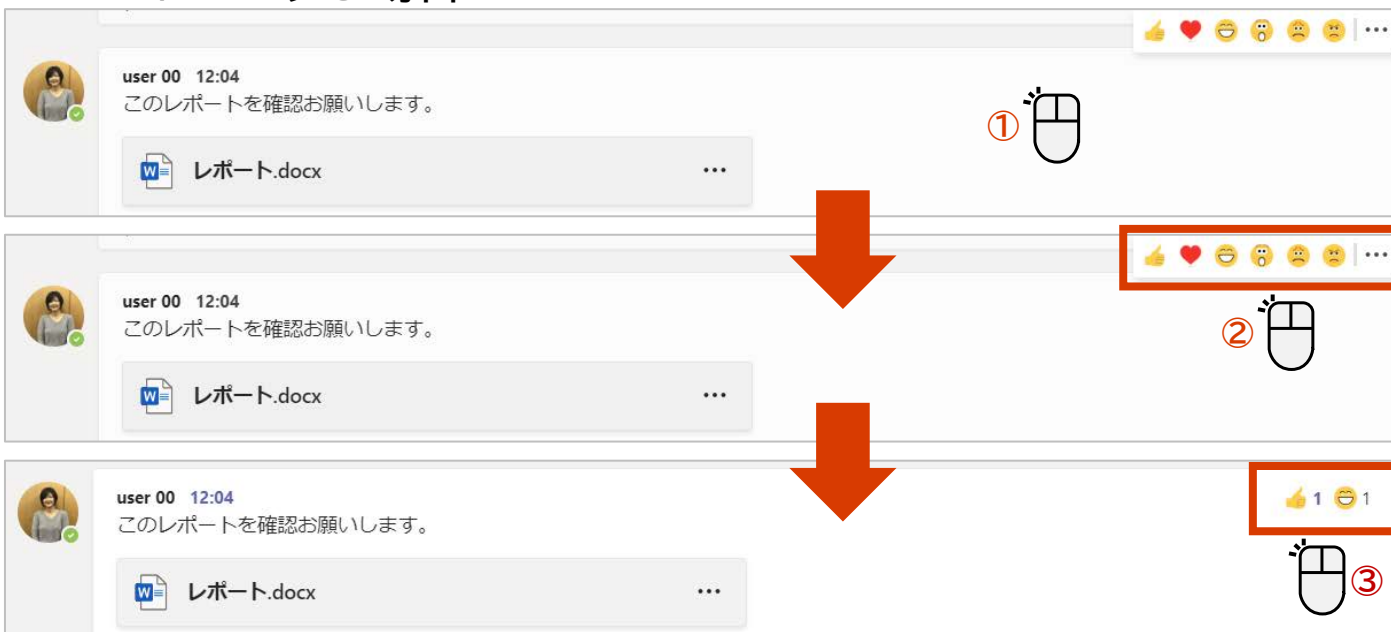 user 00 12:04
このレポートを確認お願いします。
①
レポート.docx
user 00 12:04
このレポートを確認お願いします。
②
レポート.docx
user 00 12:04
1 1
このレポートを確認お願いします。
レポート.docx
③